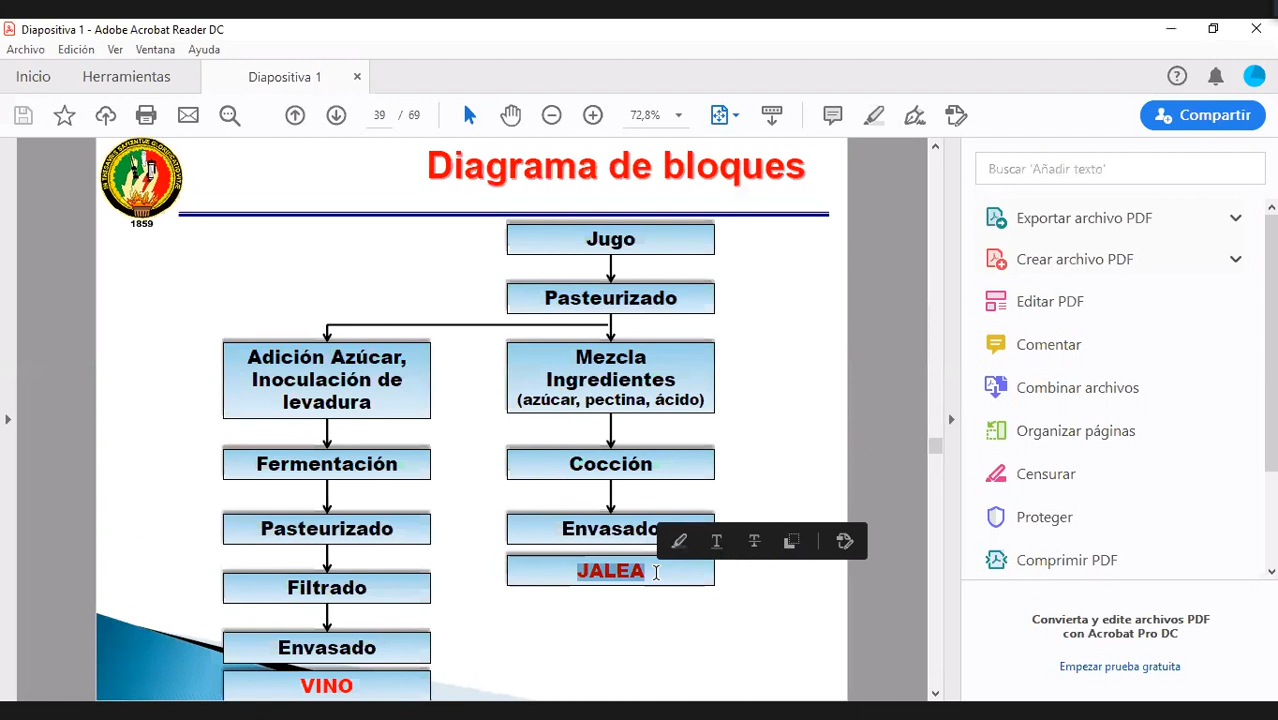 Diapositiva 1 - Adobe Acrobat Reader DC
Archivo Edición Ver Ventana Ayuda
Inicio Herramientas Diapositiva 1
39 / 69 72,8% Compartir
Diagrama de bloques
1859
Jugo
Pasteurizado
Adición Azúcar,
Inoculación de
levadura
Fermentación
Pasteurizado
Filtrado
Envasado
VINO
Mezcla
Ingredientes
(azúcar, pectina, ácido)
Cocción
Envasado
JALEA
Buscar "Añadir texto"
Exportar archivo PDF
Crear archivo PDF
Editar PDF
Comentar
Combinar archivos
Organizar páginas
Censurar
Proteger
Comprimir PDF
Convierta y edite archivos PDF
con Acrobat Pro DC
Empezar prueba gratuita